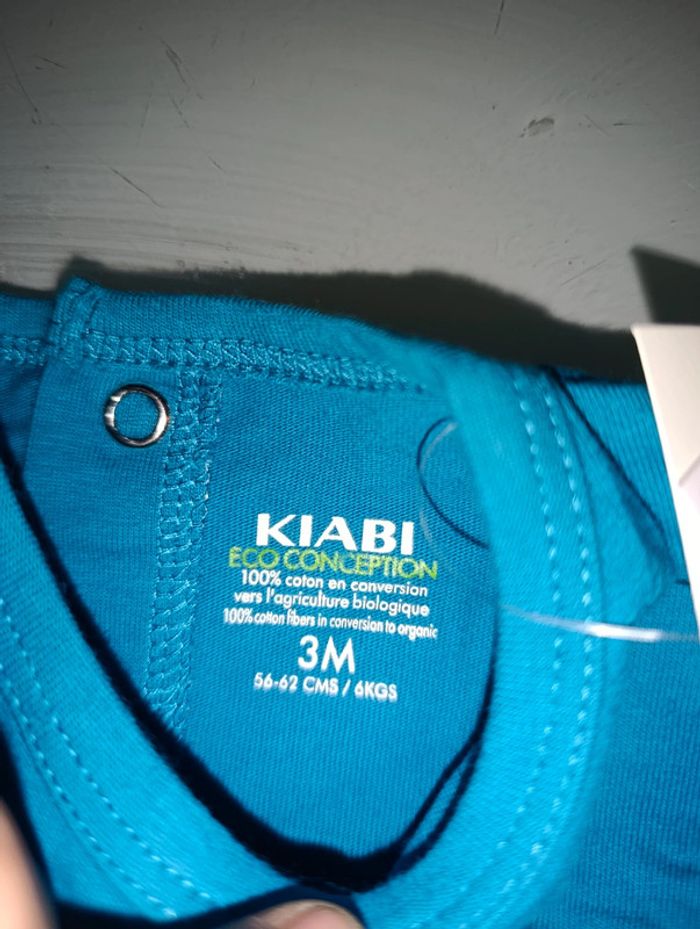 KIABI
ECO CONCEPTION
100% coton en conversion
vers l'agriculture biologique
100% cotton fibers in conversion to organic
3M
56-62 CMS / 6KGS